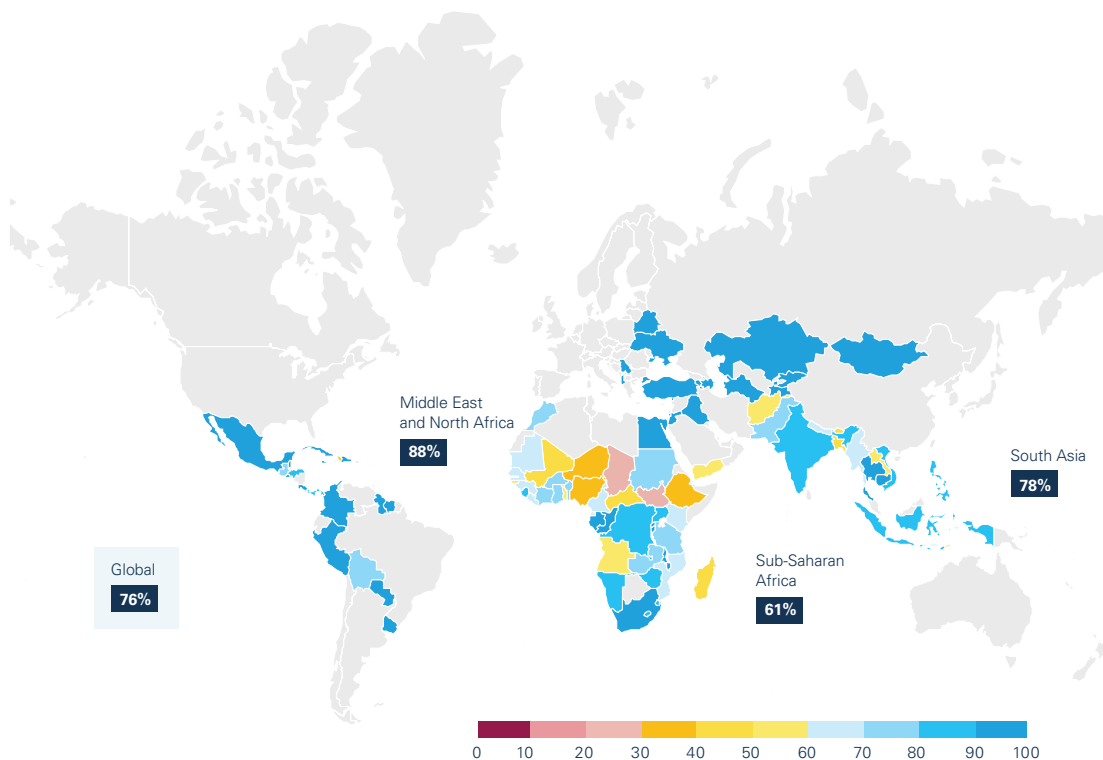 Middle East
and North Africa
88%
South Asia
78%
Global
76%
Sub-Saharan
Africa
61%
0 10 20 30 40 50 60 70 80 90 100